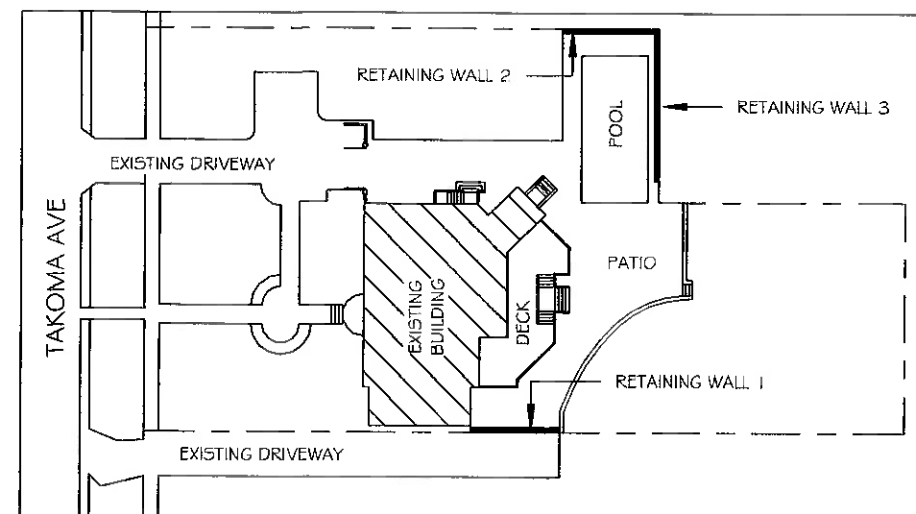 RETAINING WALL 2
RETAINING WALL 3
POOL
EXISTING DRIVEWAY
TAKOMA AVE
PATIO
EXISTING
BUILDING
DECK
RETAINING WALL 1
EXISTING DRIVEWAY